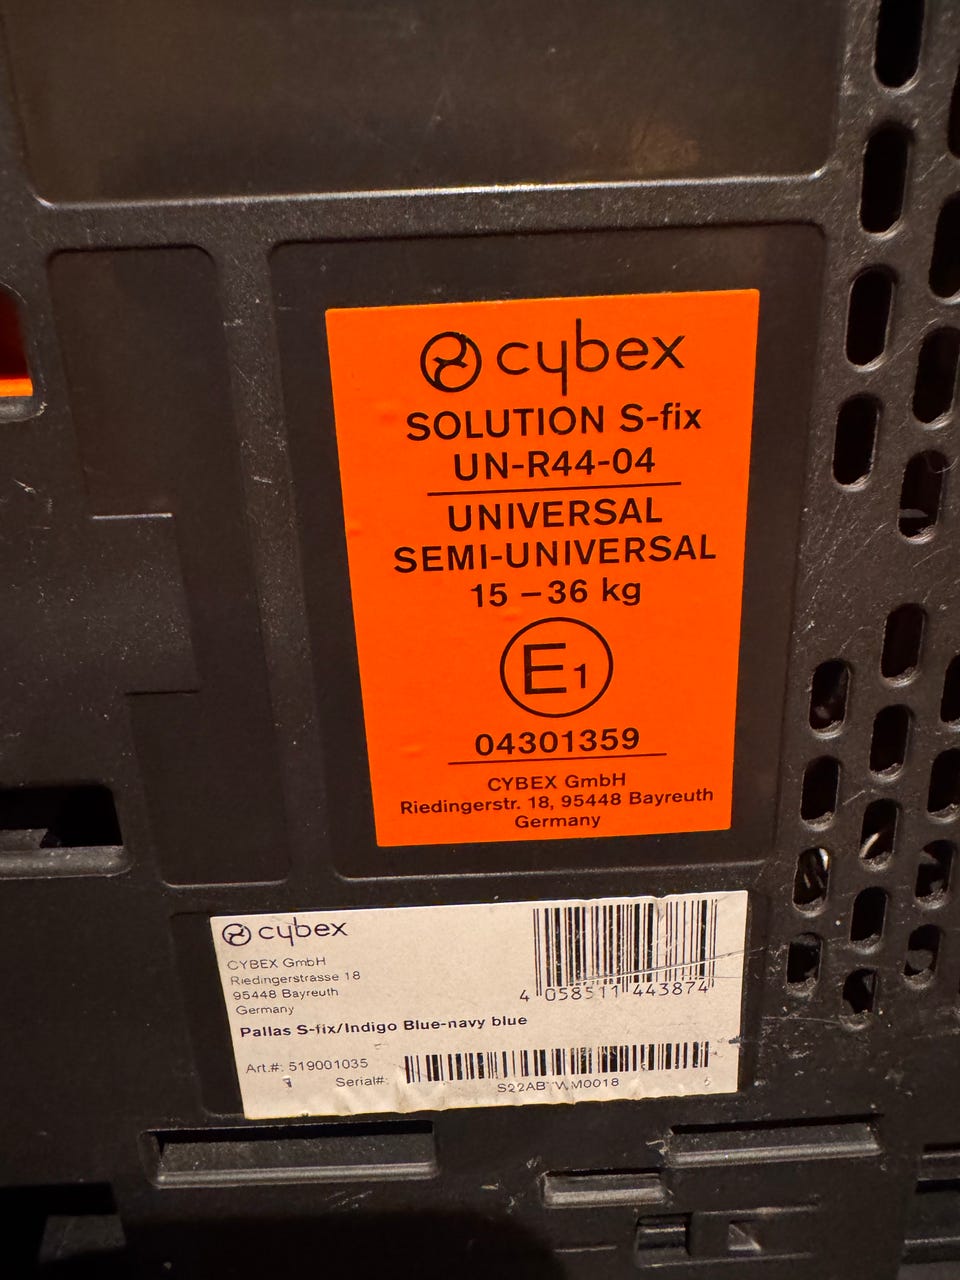 cybex
SOLUTION S-fix
UN-R44-04
UNIVERSAL
SEMI-UNIVERSAL
15 – 36 kg
E1
04301359
CYBEX GmbH
Riedingerstr. 18, 95448 Bayreuth
Germany
cybex
CYBEX GmbH
Riedingerstrasse 18
95448 Bayreuth
Germany
4 058511 443874
Pallas S-fix/Indigo Blue-navy blue
Art.#: 519001035
Serial#: